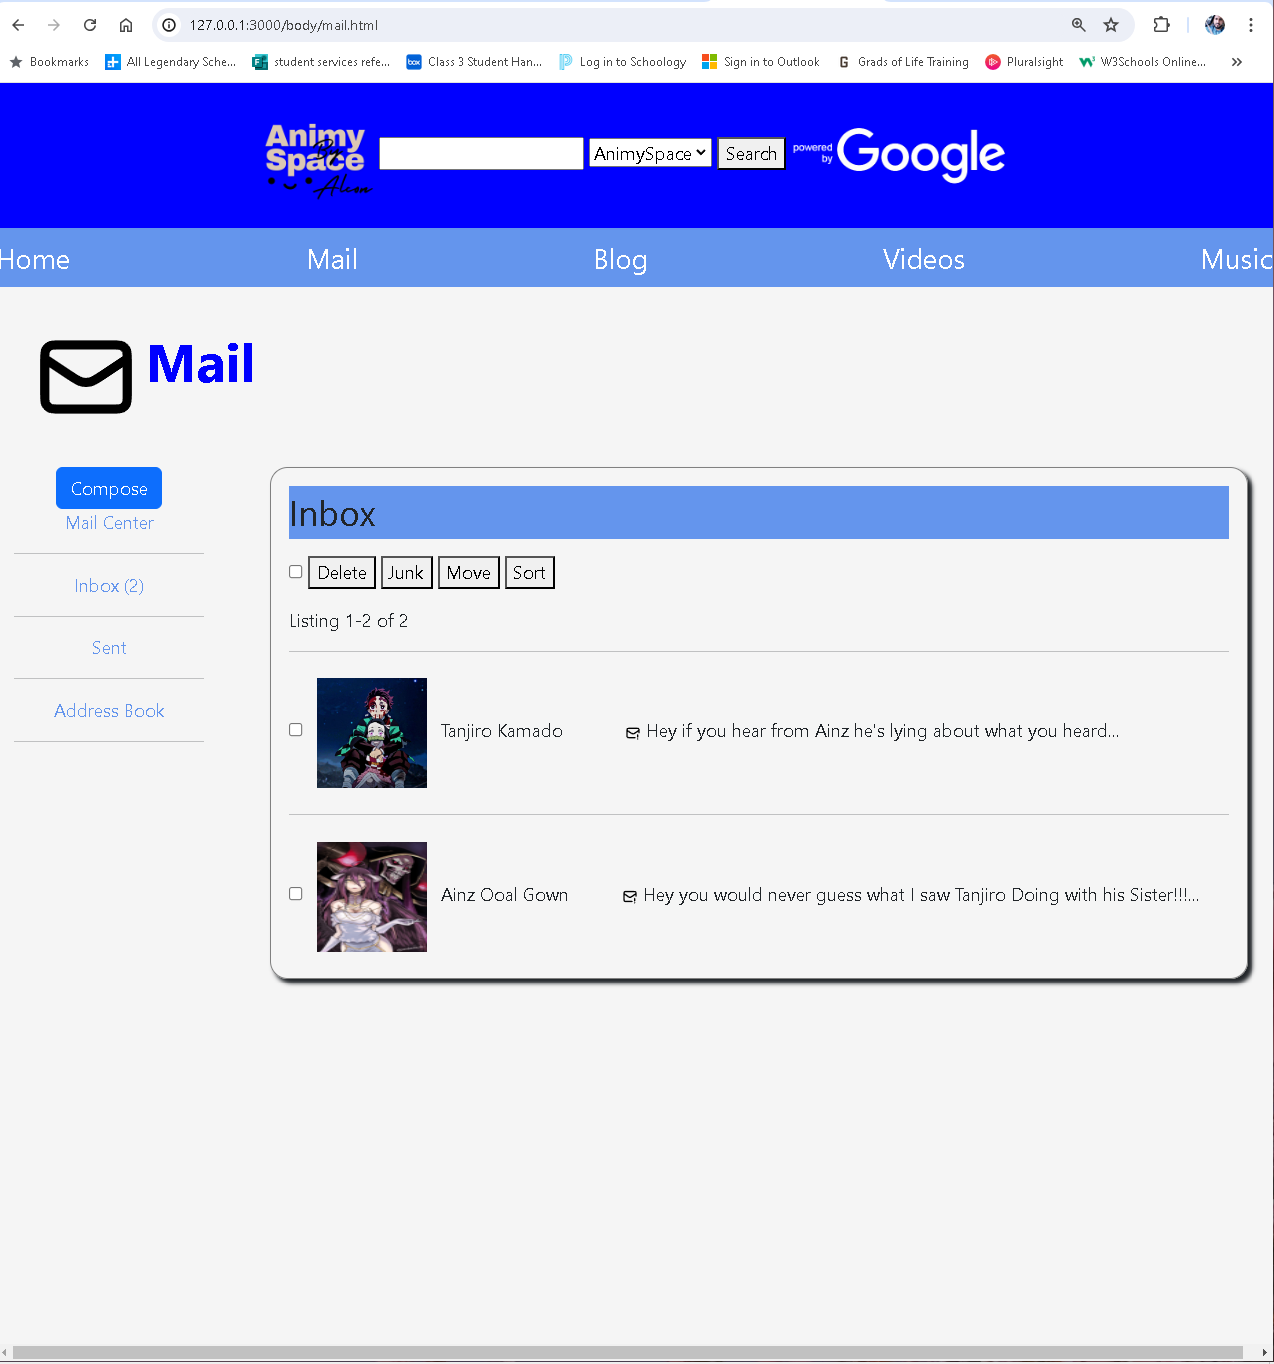 127.0.0.1:3000/body/mail.html
Bookmarks All Legendary Sche... student services refe... Class 3 Student Han... Log in to Schoology Sign in to Outlook Grads of Life Training Pluralsight W3Schools Online... »
Animy
Space
By
Alem
AnimySpace Search powered by Google
Home Mail Blog Videos Music
Mail
Compose
Mail Center
Inbox (2)
Sent
Address Book
Inbox
Delete Junk Move Sort
Listing 1-2 of 2
Tanjiro Kamado Hey if you hear from Ainz he's lying about what you heard...
Ainz Ooal Gown Hey you would never guess what I saw Tanjiro Doing with his Sister!!!...